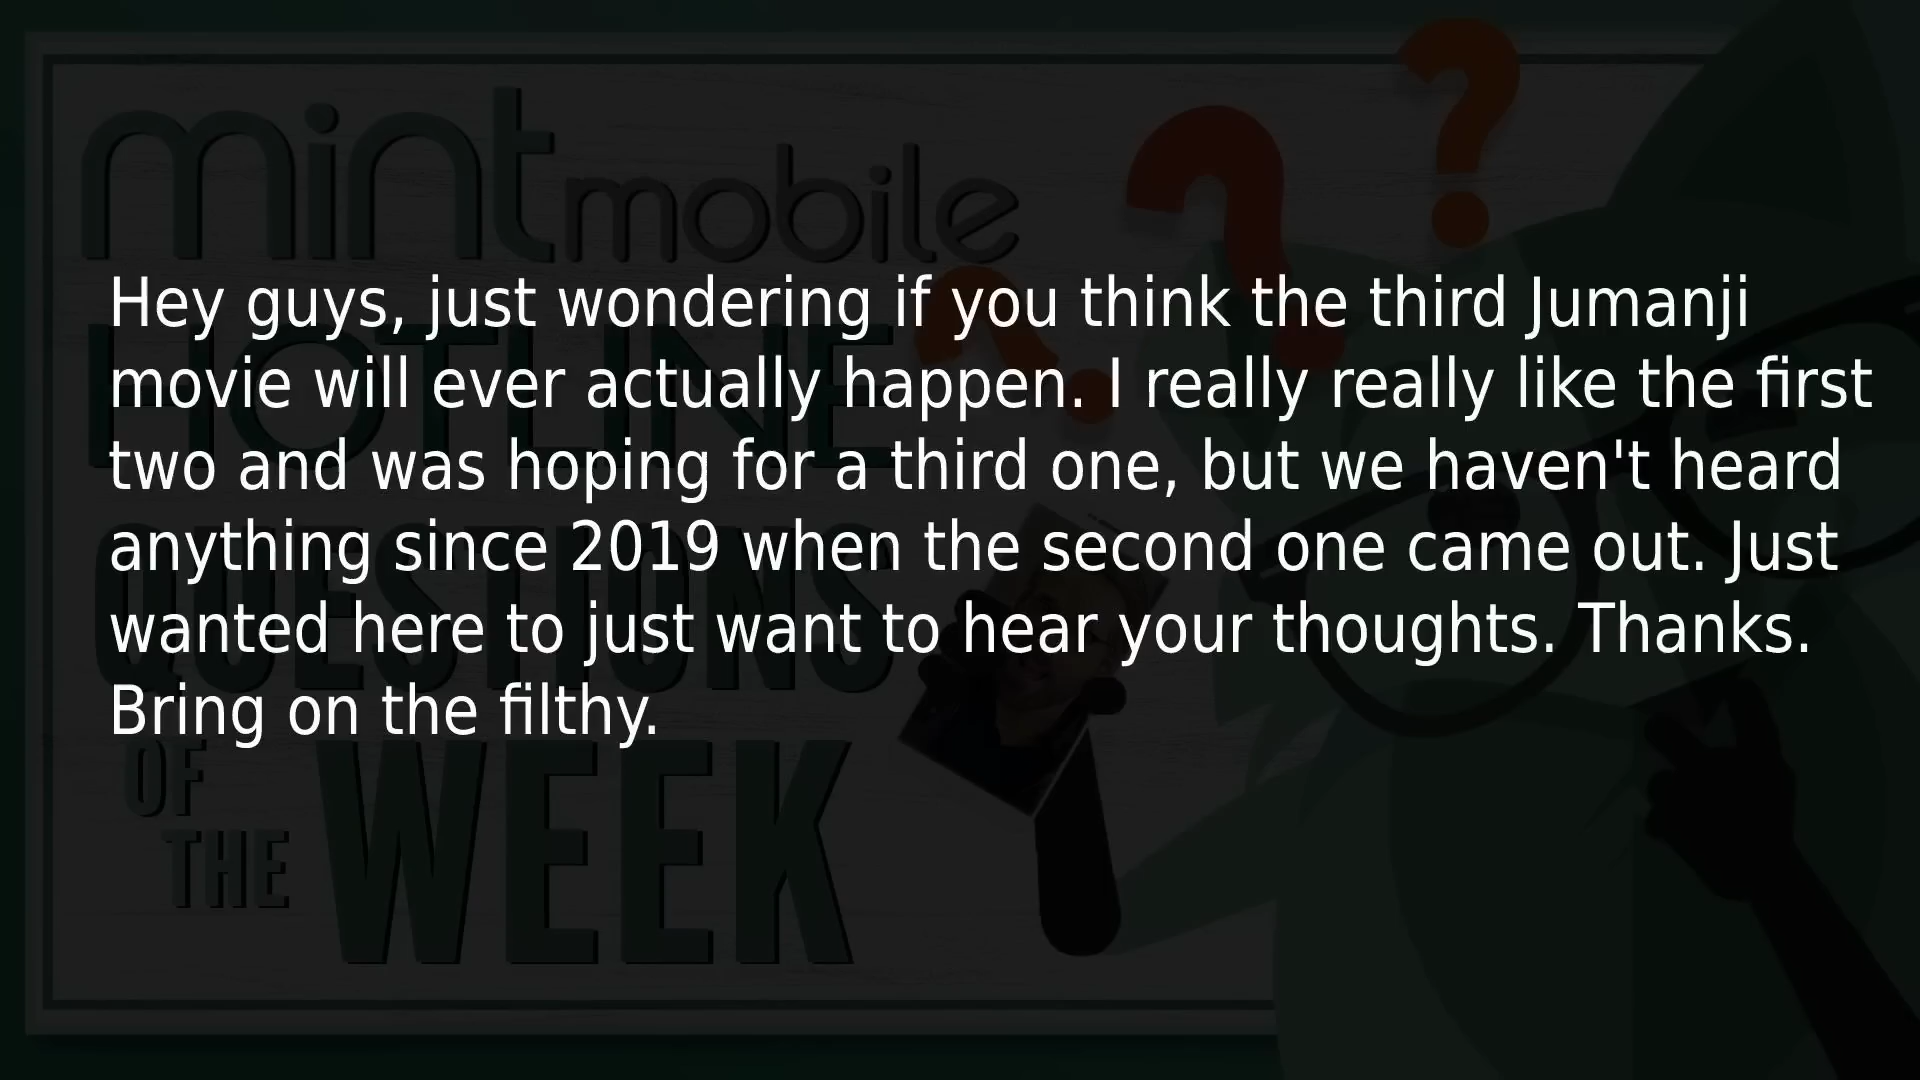 mint mobile
Hey guys, just wondering if you think the third Jumanji
movie will ever actually happen. I really really like the first
two and was hoping for a third one, but we haven't heard
anything since 2019 when the second one came out. Just
wanted here to just want to hear your thoughts. Thanks.
Bring on the filthy.
HOTLINE
QUESTIONS
OF
THE
WEEK